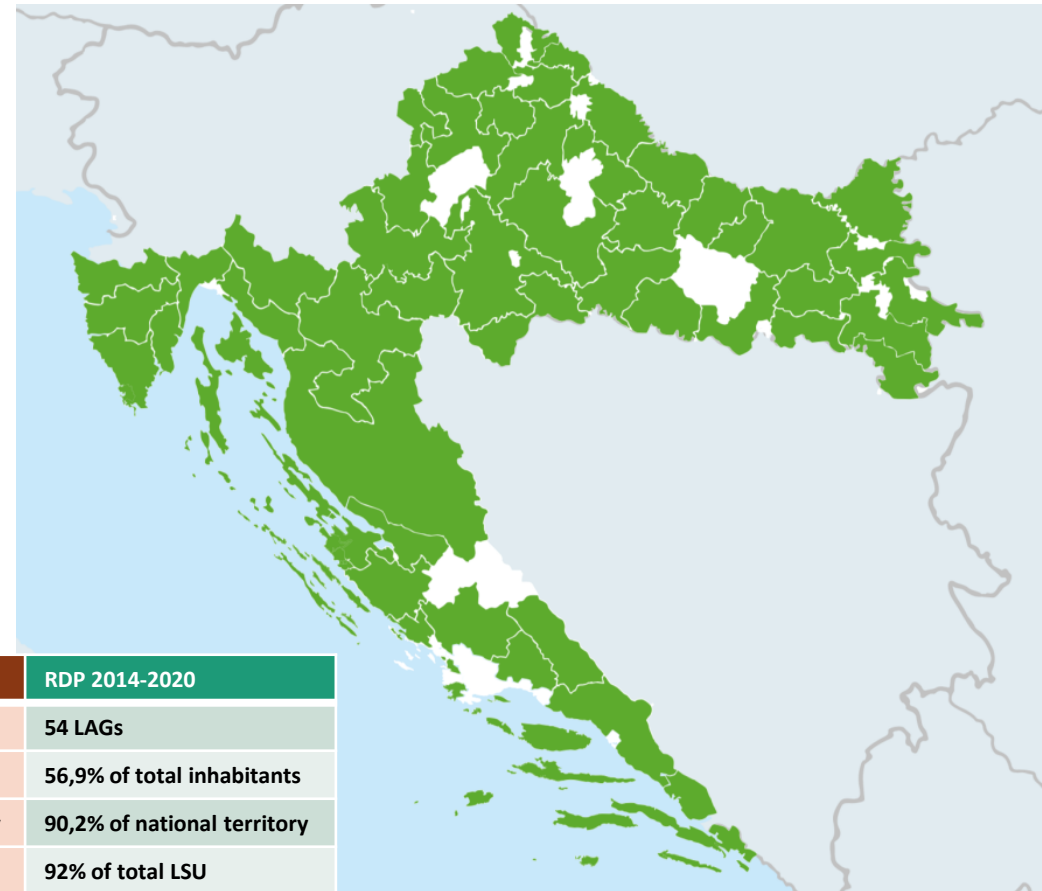 RDP 2014-2020
54 LAGs
56,9% of total inhabitants
90,2% of national territory
92% of total LSU